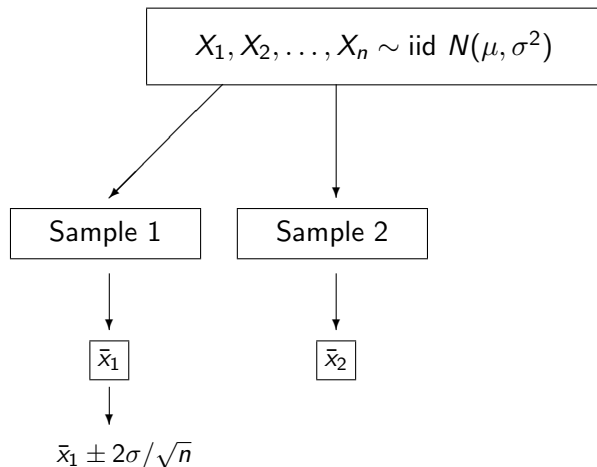 X₁, X₂, . . . , Xₙ ∼ iid N(μ, σ²)
Sample 1
Sample 2
x̄₁
x̄₂
x̄₁ ± 2σ/√n